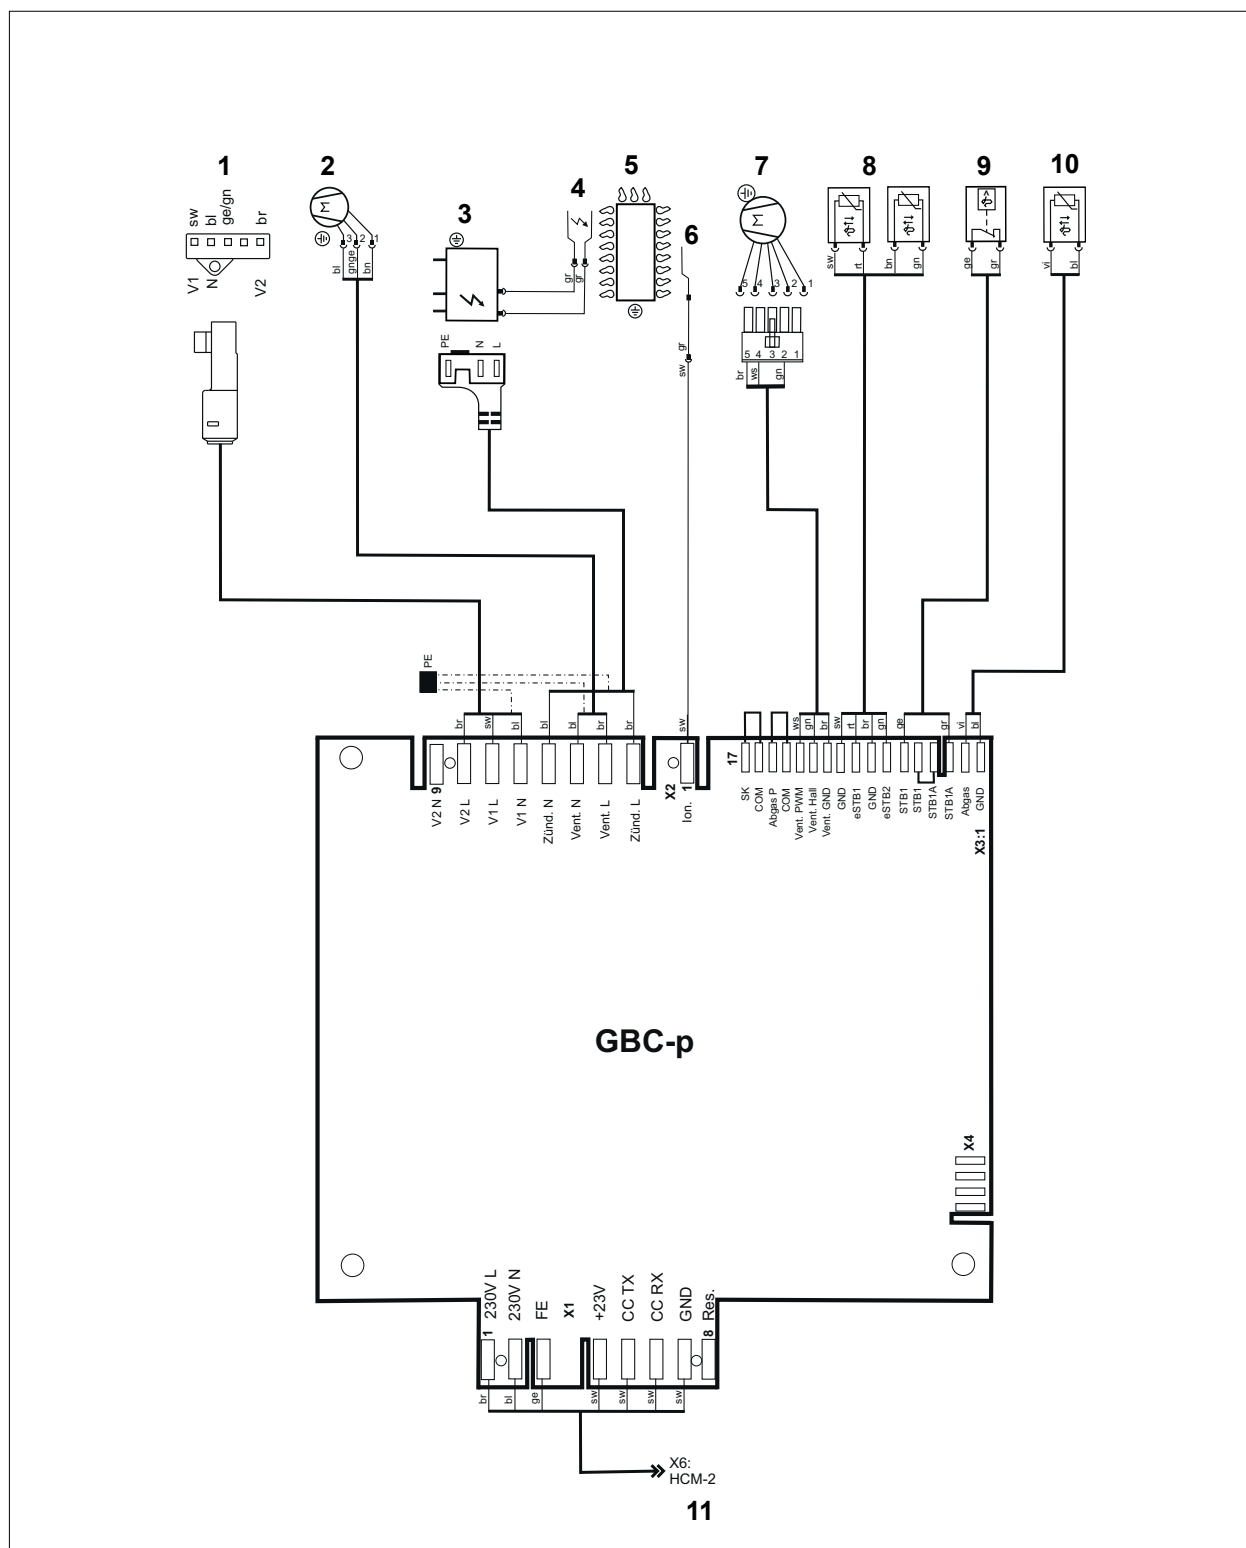 1
2
3
4
5
6
7
8
9
10
sw
bl
ge/gn
br
V1
N
V2
Σ
3 2 1
bl
gnge
bn
PE
N
L
gr
gr
gr
sw
Σ
5 4 3 2 1
5 4 3 2 1
br
ws
gn
sw
rt
bn
gn
ge
gr
vi
bl
PE
br
sw
bl
bl
bl
br
br
sw
ws
gn
br
sw
rt
br
gn
ge
gr
vi
bl
9
V2 N
V2 L
V1 L
V1 N
Zünd. N
Vent. N
Vent. L
Zünd. L
X2
1
Ion.
17
SK
COM
Abgas P
COM
Vent. PWM
Vent. Hall
Vent. GND
GND
eSTB1
GND
eSTB2
STB1
STB1
STB1A
STB1A
Abgas
GND
X3:1
GBC-p
X4
1
230V L
230V N
FE
X1
+23V
CC TX
CC RX
GND
Res.
8
br
bl
ge
sw
sw
sw
sw
X6:
HCM-2
11